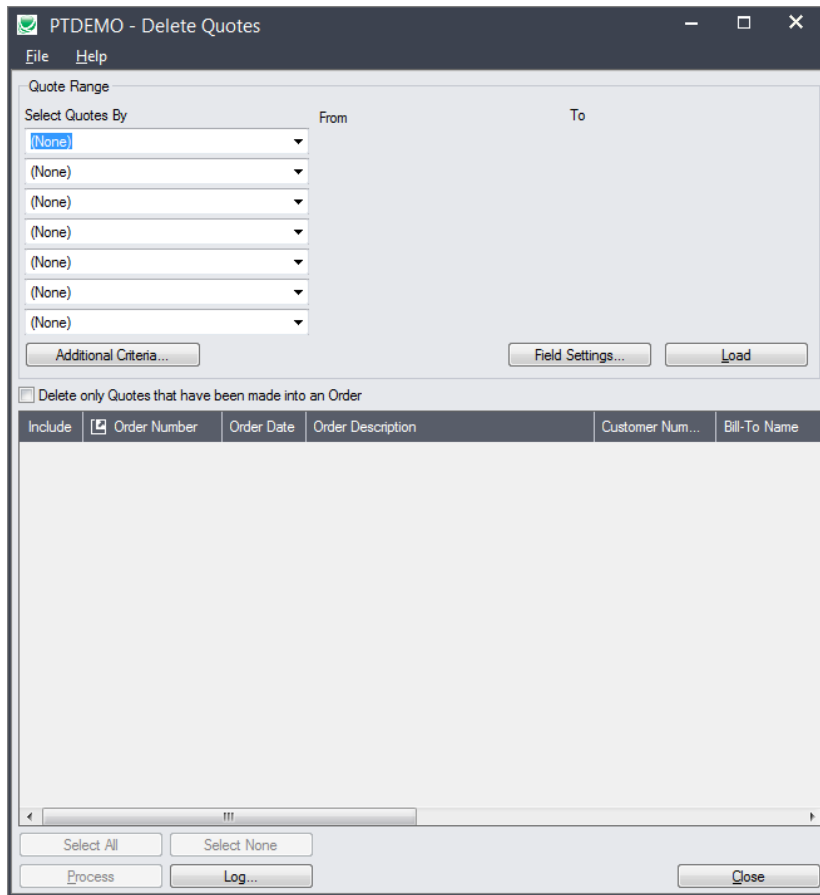 PTDEMO - Delete Quotes
File Help
Quote Range
Select Quotes By From To
(None)
(None)
(None)
(None)
(None)
(None)
(None)
Additional Criteria... Field Settings... Load
Delete only Quotes that have been made into an Order
Include Order Number Order Date Order Description Customer Num... Bill-To Name
Select All Select None
Process Log... Close